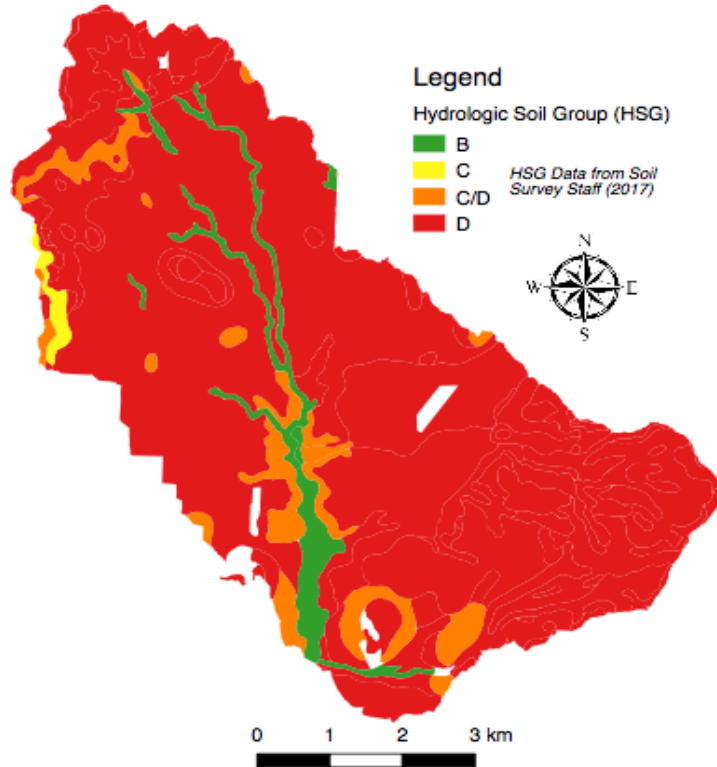 Legend
Hydrologic Soil Group (HSG)
B
C
C/D
D
HSG Data from Soil
Survey Staff (2017)
N
W E
S
0 1 2 3 km